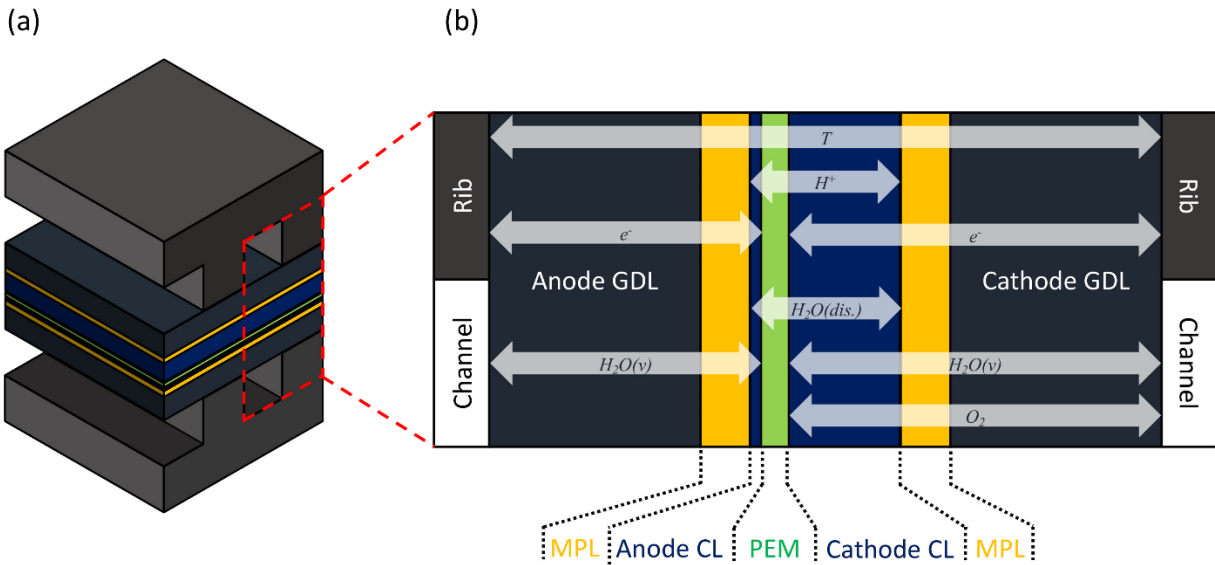 (a)
(b)
T
H+
Rib
Rib
e-
e-
Anode GDL
Cathode GDL
H2O(dis.)
Channel
Channel
H2O(v)
H2O(v)
O2
MPL Anode CL PEM Cathode CL MPL